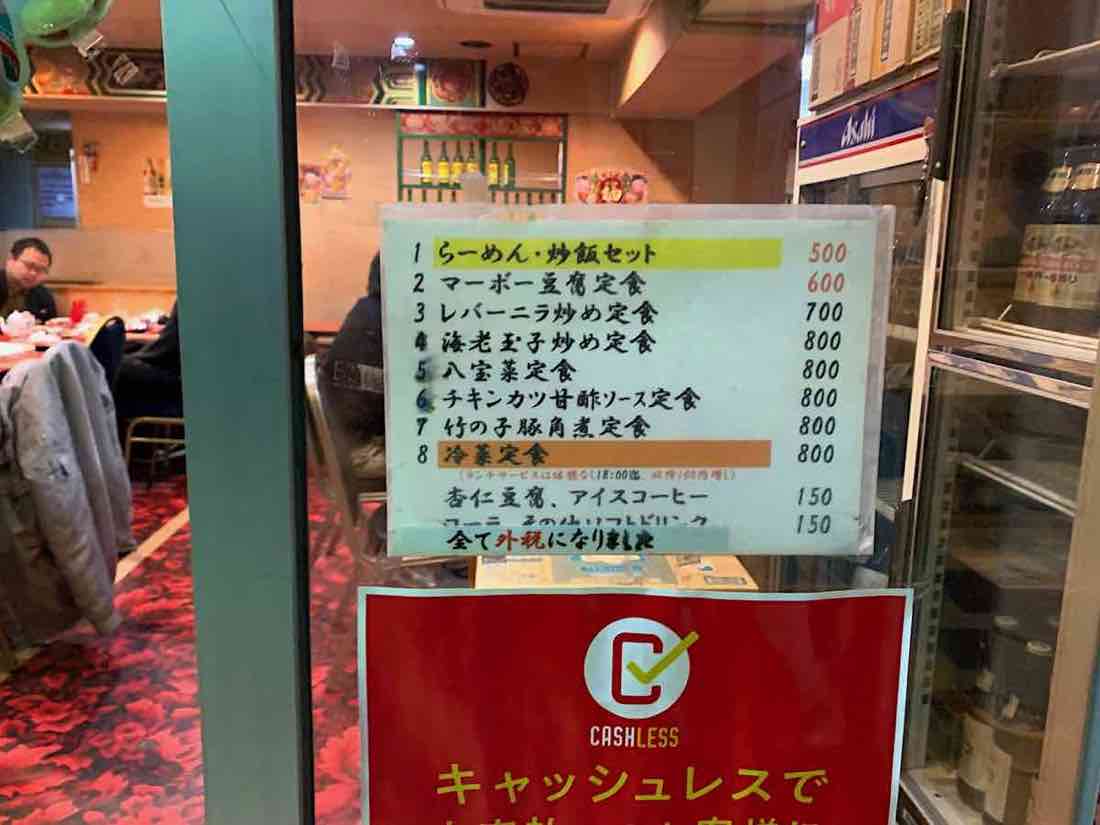 Asahi
1 らーめん・炒飯セット 500
2 マーボー豆腐定食 600
3 レバーニラ炒め定食 700
4 海老玉子炒め定食 800
5 八宝菜定食 800
6 チキンカツ甘酢ソース定食 800
7 竹の子豚角煮定食 800
8 冷菜定食 800
18:00迄
杏仁豆腐、アイスコーヒー 150
150
全て外税になりました
CASHLESS
キャッシュレスで